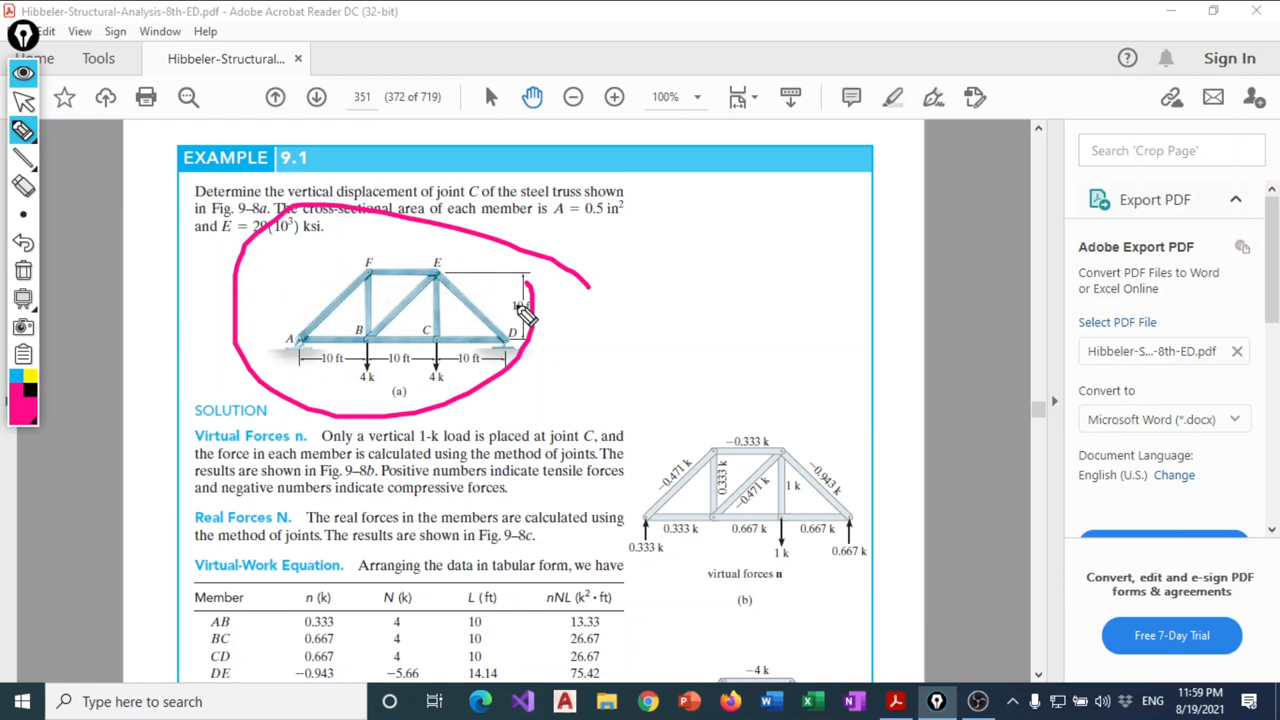 Hibbeler-Structural-Analysis-8th-ED.pdf - Adobe Acrobat Reader DC (32-bit)
Edit View Sign Window Help
Home Tools Hibbeler-Structural... Sign In
351 (372 of 719) 100%
EXAMPLE 9.1
Determine the vertical displacement of joint C of the steel truss shown
in Fig. 9–8a. The cross-sectional area of each member is A = 0.5 in²
and E = 29(10³) ksi.
F E
A B C D
10 ft 10 ft 10 ft
4 k 4 k
(a)
SOLUTION
Virtual Forces n. Only a vertical 1-k load is placed at joint C, and
the force in each member is calculated using the method of joints. The
results are shown in Fig. 9–8b. Positive numbers indicate tensile forces
and negative numbers indicate compressive forces.
Real Forces N. The real forces in the members are calculated using
the method of joints. The results are shown in Fig. 9–8c.
Virtual-Work Equation. Arranging the data in tabular form, we have
Member n (k) N (k) L (ft) nNL (k² · ft)
AB 0.333 4 10 13.33
BC 0.667 4 10 26.67
CD 0.667 4 10 26.67
DE −0.943 −5.66 14.14 75.42
−0.333 k
−0.471 k 0.333 k −0.471 k 1 k −0.943 k
0.333 k 0.667 k 0.667 k
0.333 k 1 k 0.667 k
virtual forces n
(b)
−4 k
Search 'Crop Page'
Export PDF
Adobe Export PDF
Convert PDF Files to Word
or Excel Online
Select PDF File
Hibbeler-S...-8th-ED.pdf
Convert to
Microsoft Word (*.docx)
Document Language:
English (U.S.) Change
Convert, edit and e-sign PDF
forms & agreements
Free 7-Day Trial
Type here to search
ENG
11:59 PM
8/19/2021